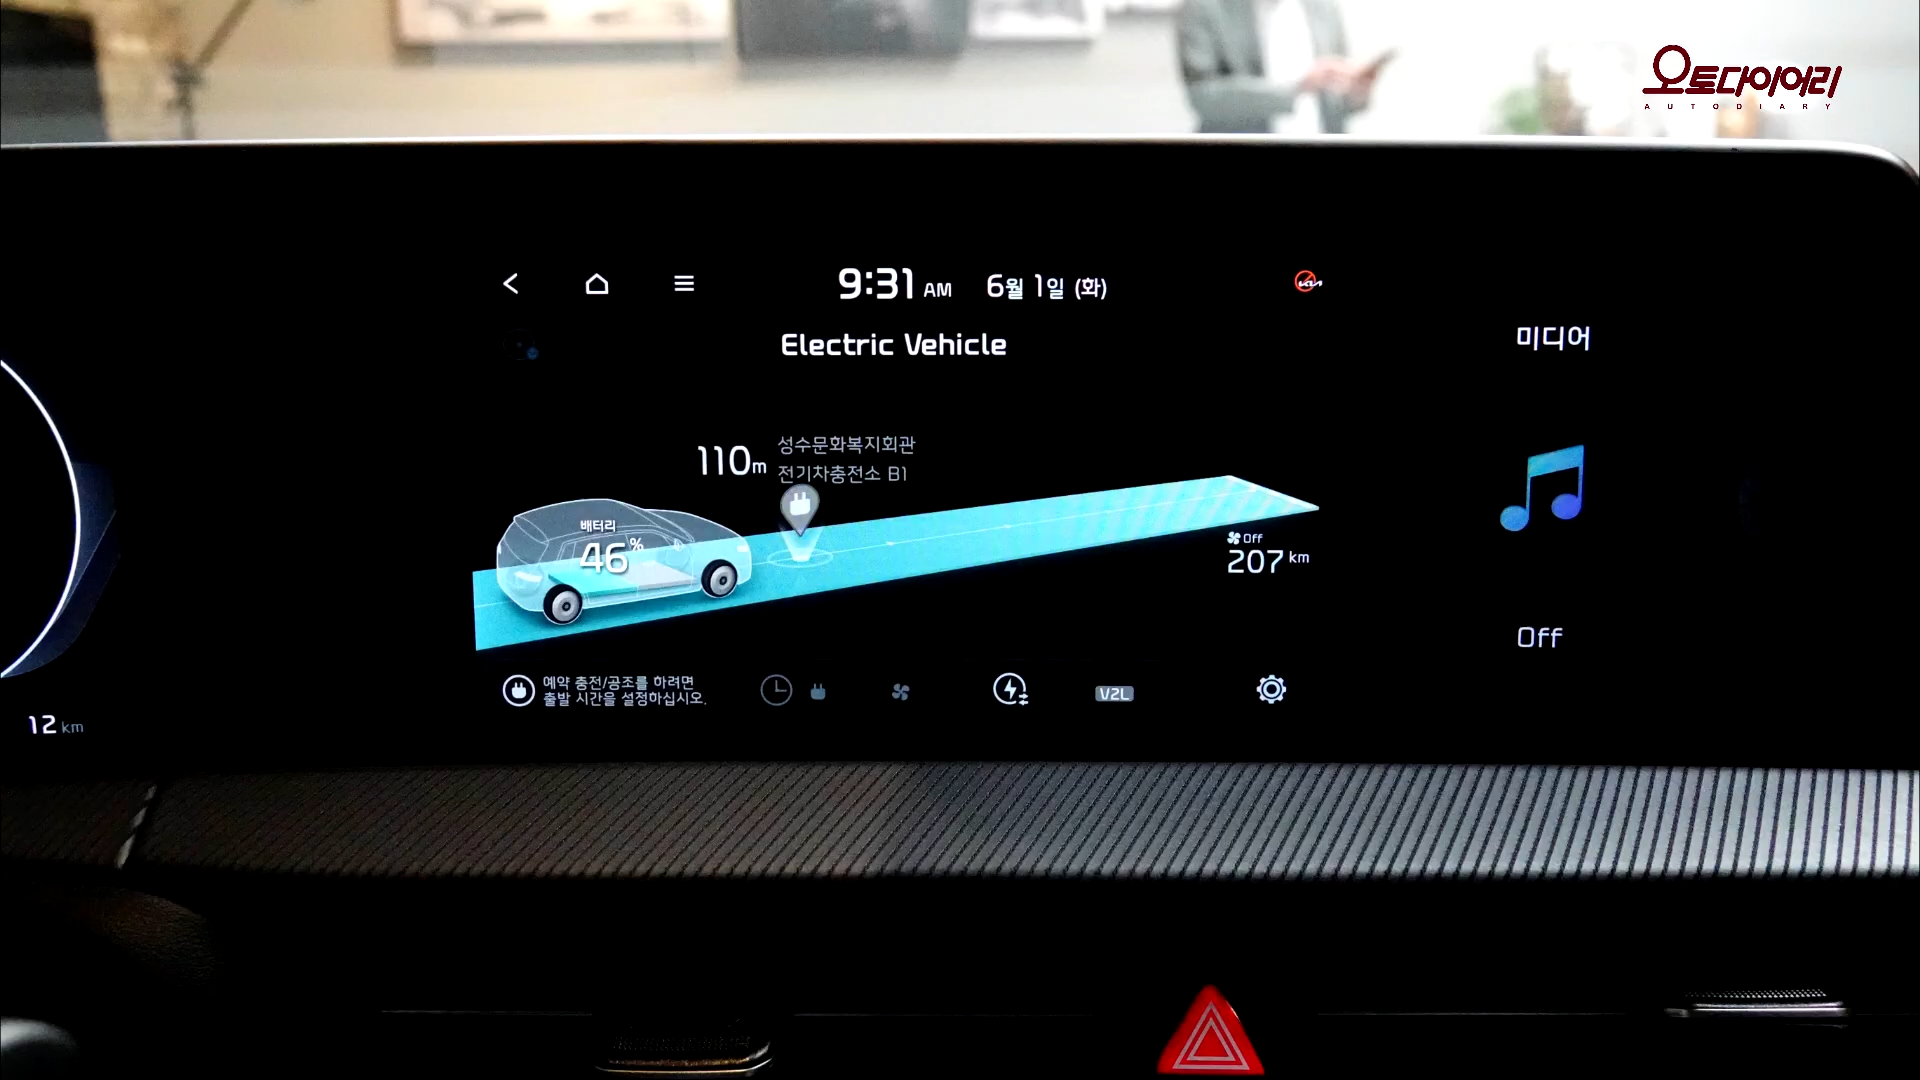 오토다이어리
AUTODIARY
9:31 AM 6월 1일 (화)
Electric Vehicle
미디어
110m
성수문화복지회관
전기차충전소 B1
배터리
46%
Off
207 km
Off
예약 충전/공조를 하려면
출발 시간을 설정하십시오.
V2L
12 km